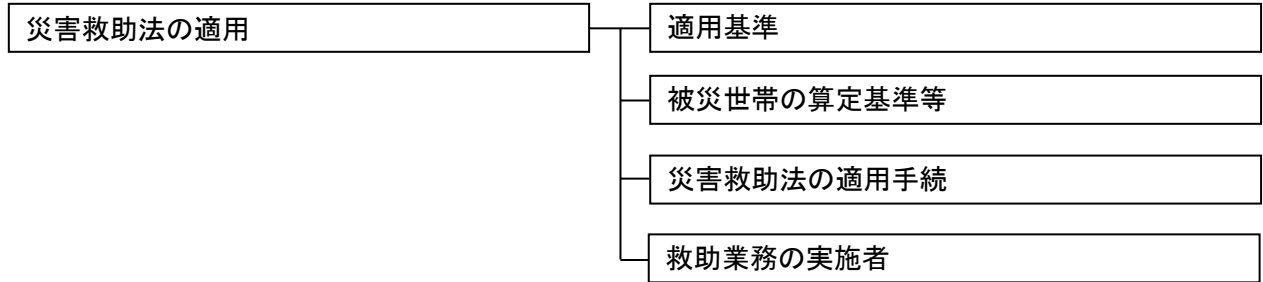 災害救助法の適用
適用基準
被災世帯の算定基準等
災害救助法の適用手続
救助業務の実施者